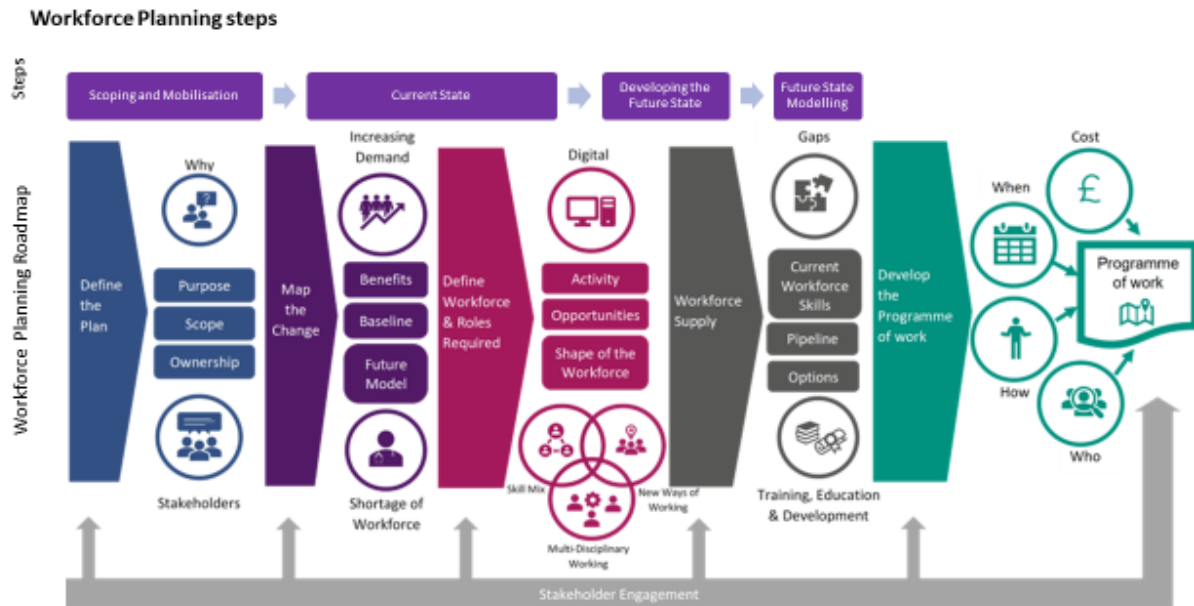 Workforce Planning steps
Steps
Scoping and Mobilisation
Current State
Developing the
Future State
Future State
Modelling
Workforce Planning Roadmap
Define
the
Plan
Why
?
Purpose
Scope
Ownership
Stakeholders
Map
the
Change
Increasing
Demand
Benefits
Baseline
Future
Model
Shortage of
Workforce
Define
Workforce
& Roles
Required
Digital
Activity
Opportunities
Shape of the
Workforce
Skill Mix
New Ways of
Working
Multi-Disciplinary
Working
Workforce
Supply
Gaps
Current
Workforce
Skills
Pipeline
Options
Training, Education
& Development
Develop
the
Programme
of work
Cost
£
When
How
Who
Programme
of work
Stakeholder Engagement